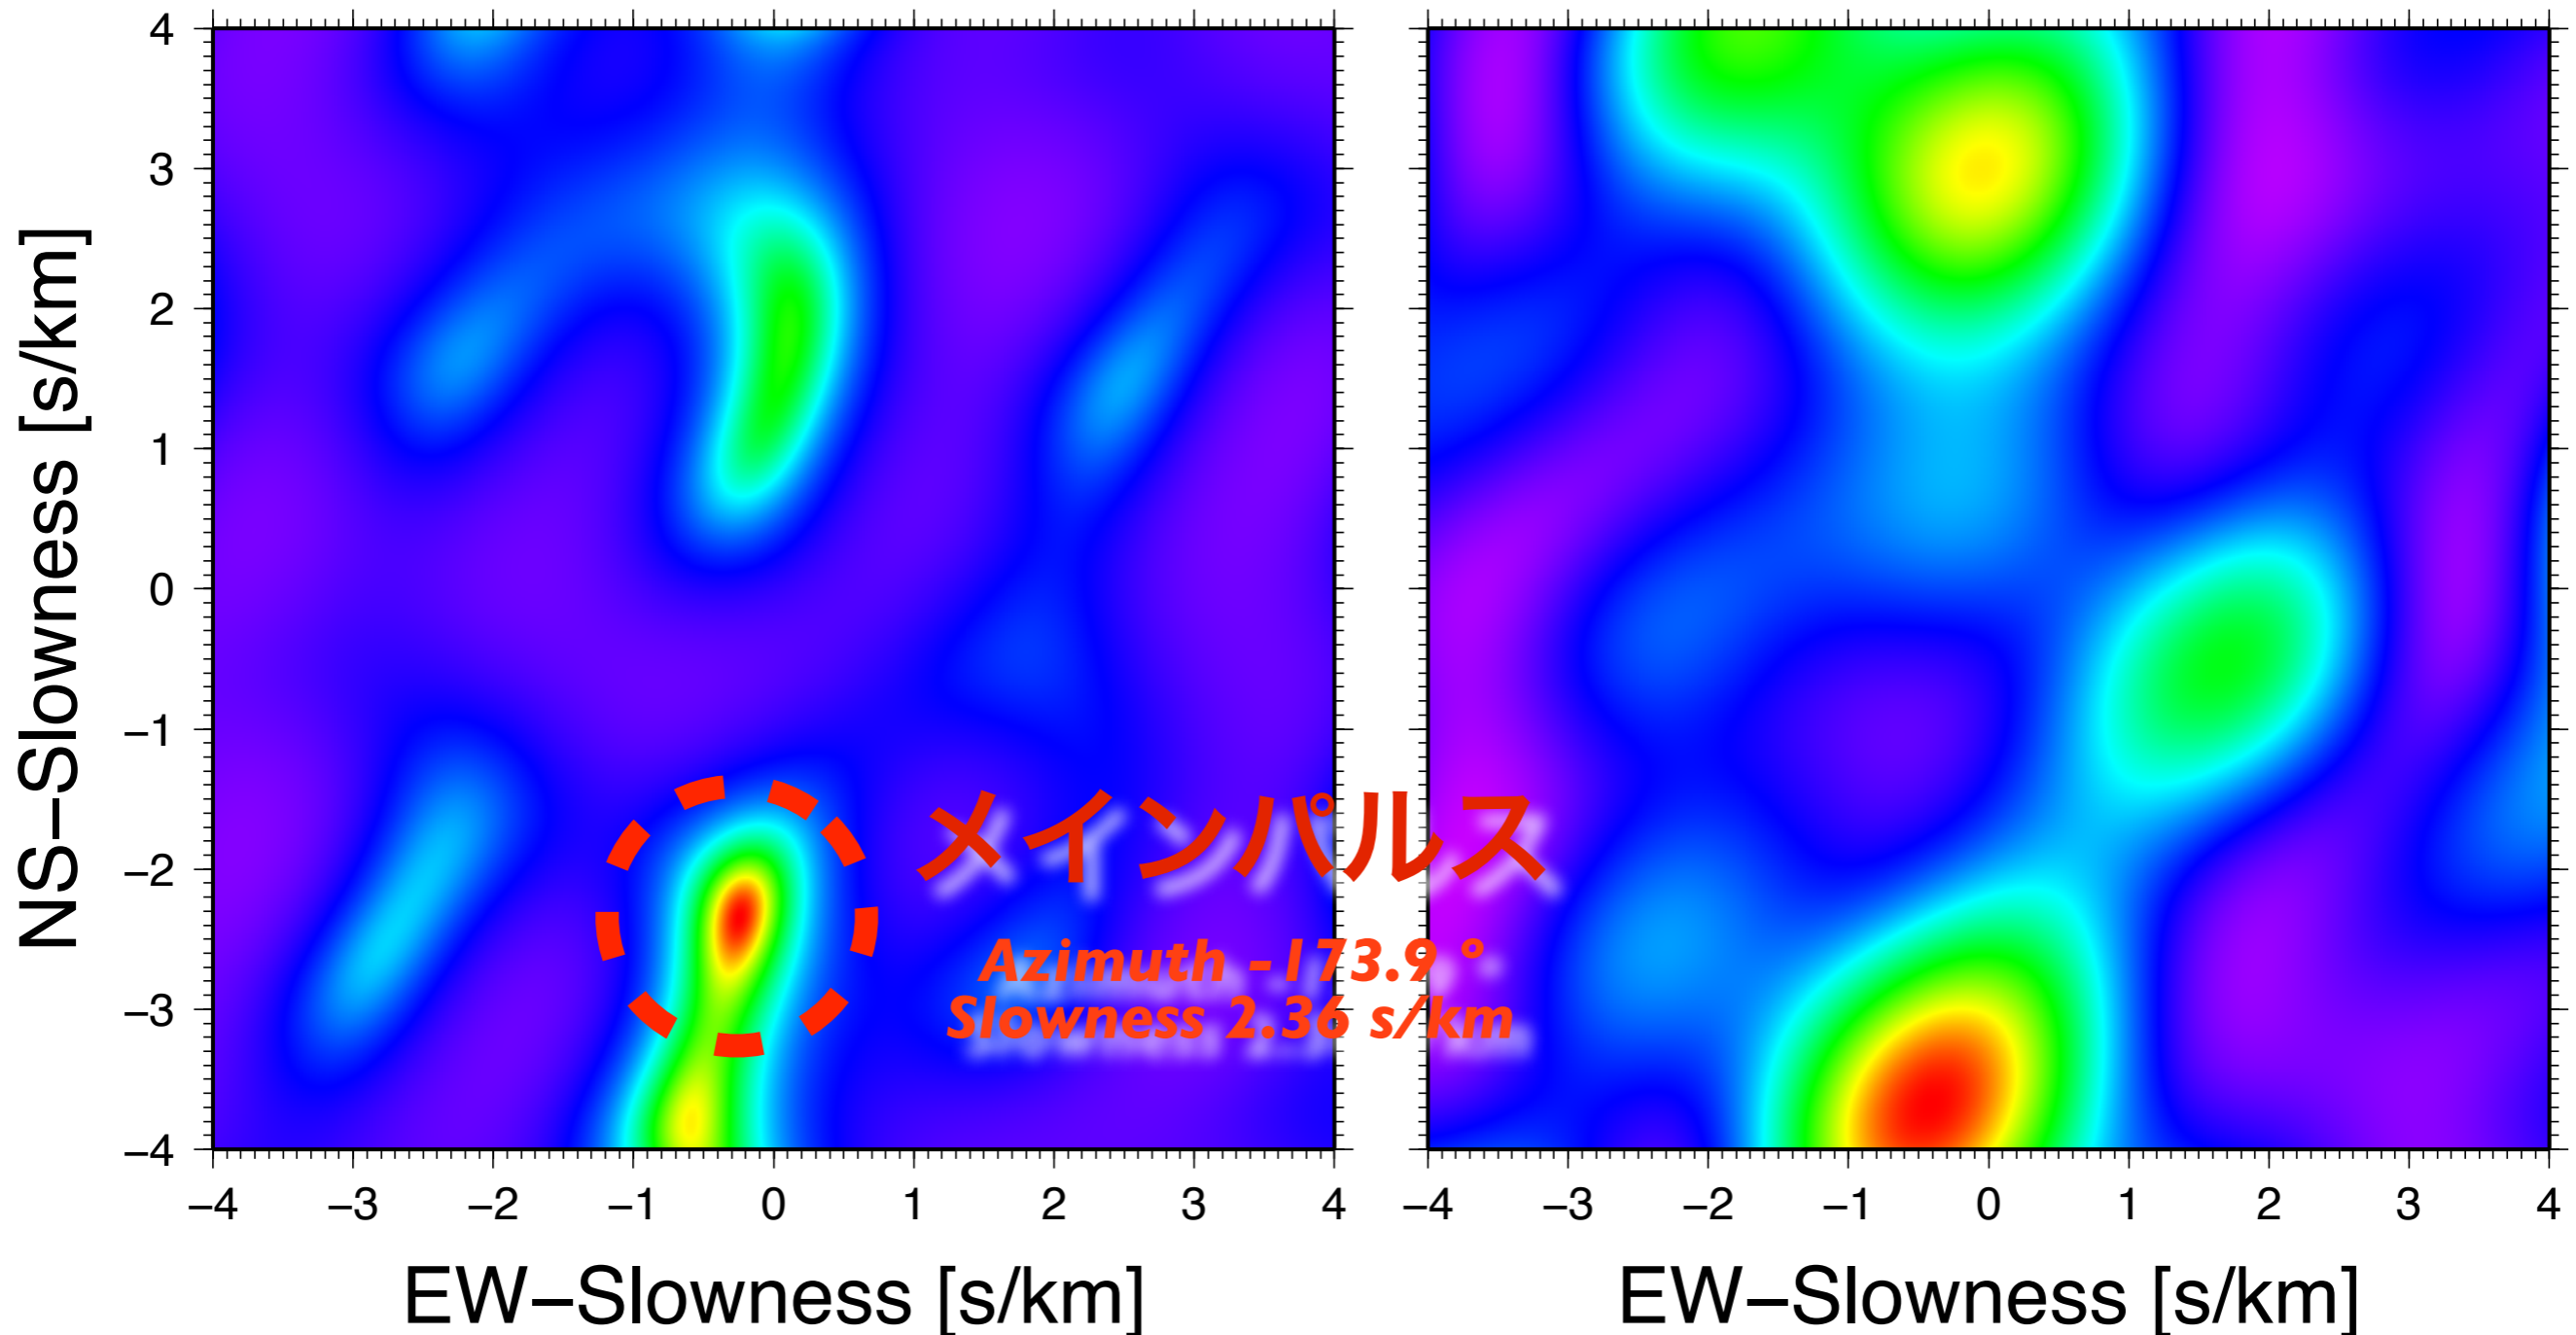 NS−Slowness [s/km]
4
3
2
1
0
−1
−2
−3
−4
メインパルス
Azimuth -173.9 °
Slowness 2.36 s/km
−4 −3 −2 −1 0 1 2 3 4
−4 −3 −2 −1 0 1 2 3 4
EW−Slowness [s/km]
EW−Slowness [s/km]